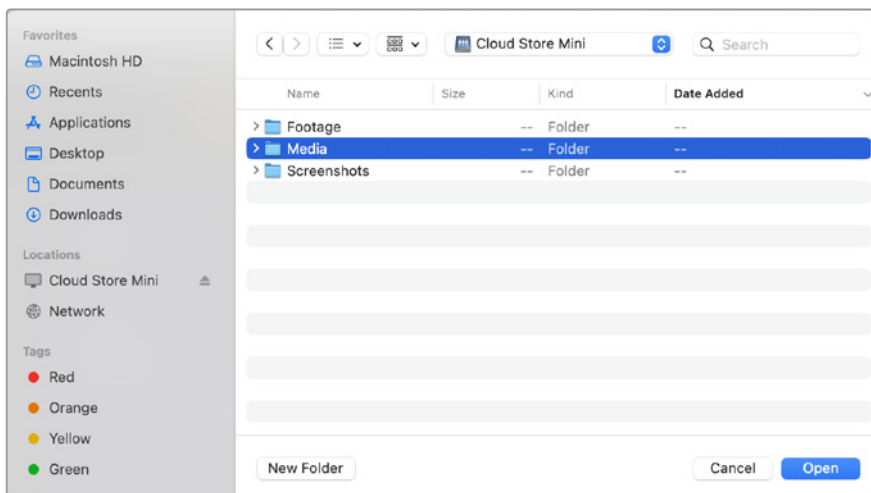 Favorites
Macintosh HD
Recents
Applications
Desktop
Documents
Downloads
Locations
Cloud Store Mini
Network
Tags
Red
Orange
Yellow
Green
Cloud Store Mini
Search
Name Size Kind Date Added
Footage -- Folder --
Media -- Folder --
Screenshots -- Folder --
New Folder Cancel Open